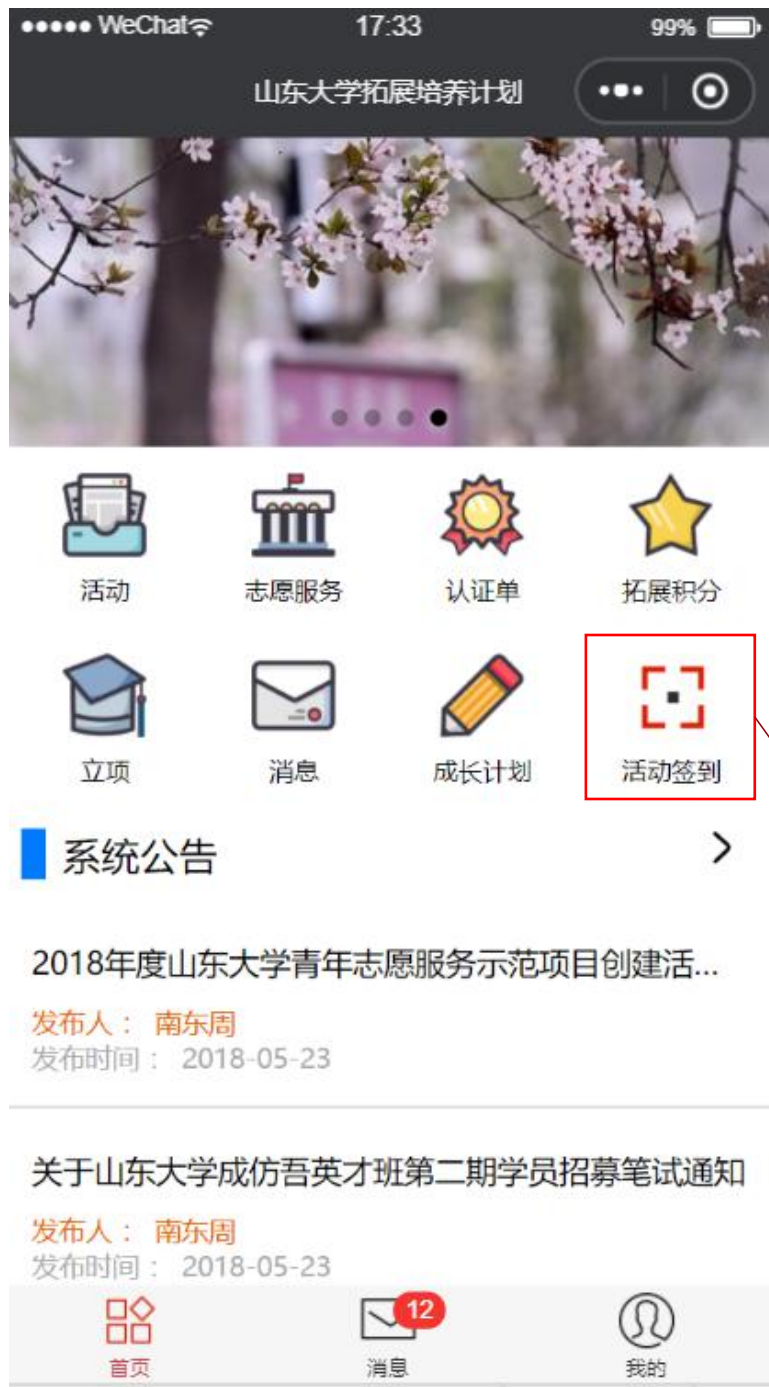 ●●●●● WeChat 17:33 99%
山东大学拓展培养计划
活动 志愿服务 认证单 拓展积分
立项 消息 成长计划 活动签到
系统公告
2018年度山东大学青年志愿服务示范项目创建活...
发布人： 南东周
发布时间： 2018-05-23
关于山东大学成仿吾英才班第二期学员招募笔试通知
发布人： 南东周
发布时间： 2018-05-23
12
首页 消息 我的